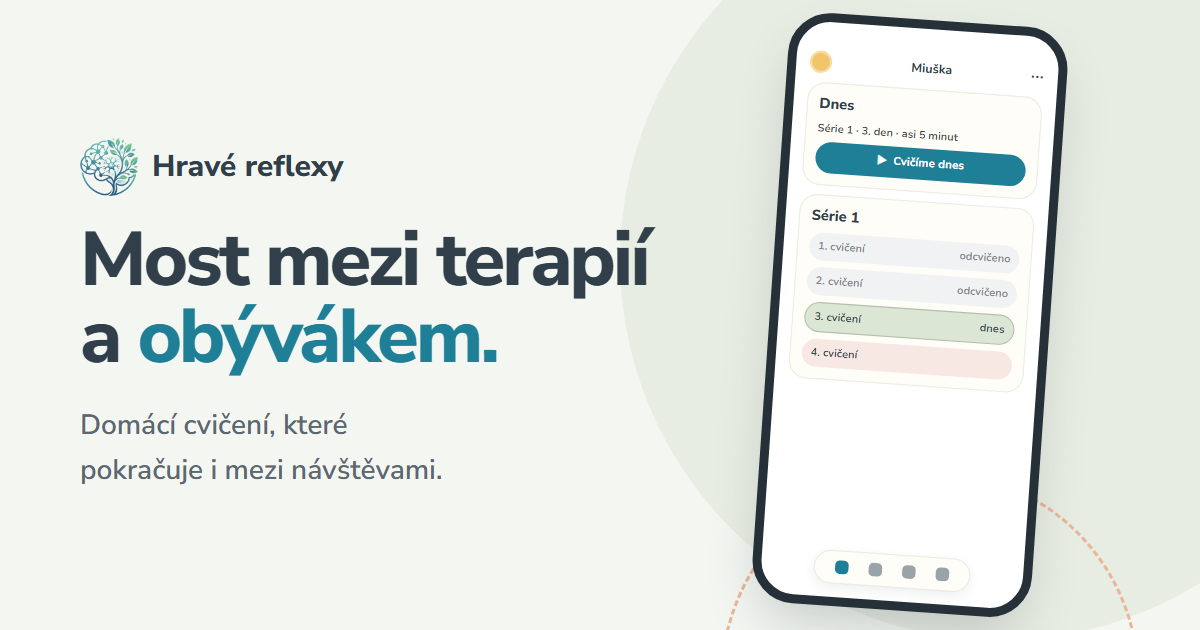 Hravé reflexy
Most mezi terapií
a obývákem.
Domácí cvičení, které
pokračuje i mezi návštěvami.
Miuška
...
Dnes
Série 1 · 3. den · asi 5 minut
▶ Cvičíme dnes
Série 1
1. cvičení odcvičeno
2. cvičení odcvičeno
3. cvičení dnes
4. cvičení